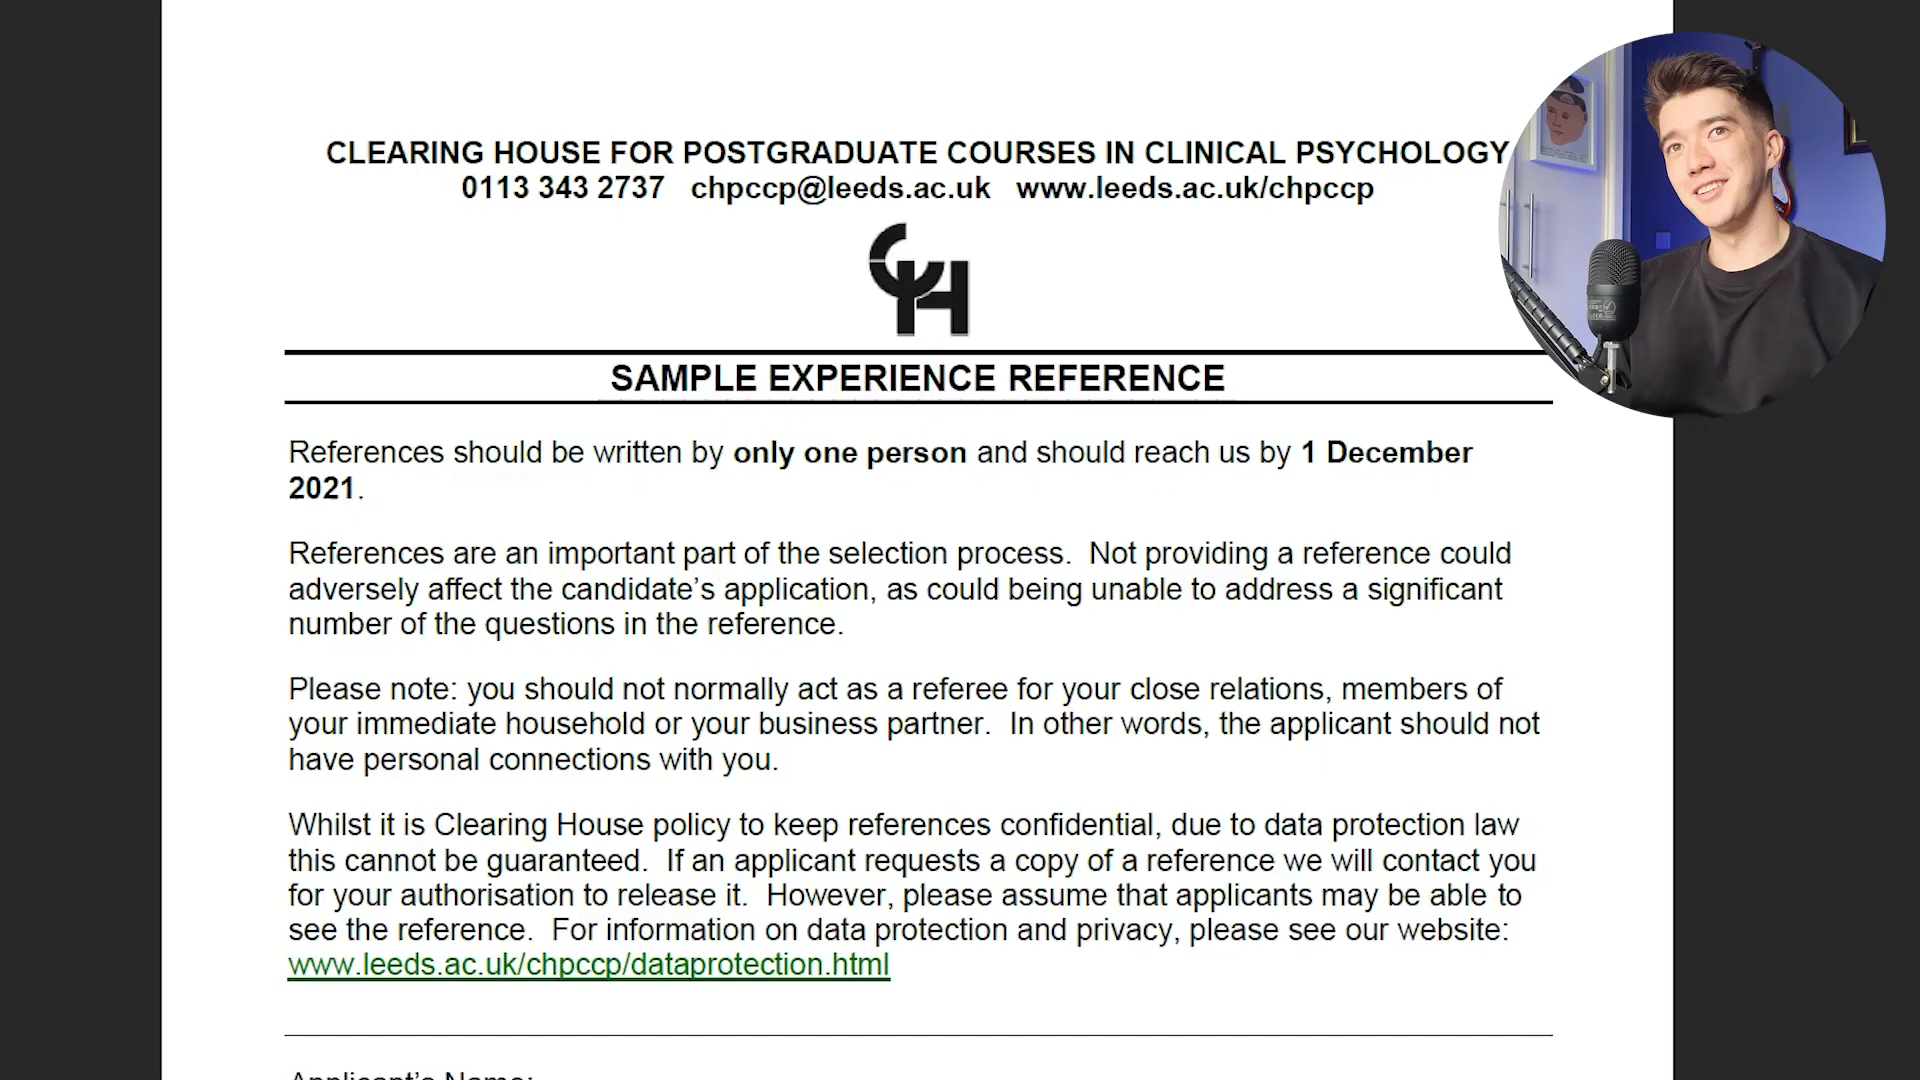 CLEARING HOUSE FOR POSTGRADUATE COURSES IN CLINICAL PSYCHOLOGY
0113 343 2737 chpccp@leeds.ac.uk www.leeds.ac.uk/chpccp
SAMPLE EXPERIENCE REFERENCE
References should be written by only one person and should reach us by 1 December
2021.
References are an important part of the selection process. Not providing a reference could
adversely affect the candidate's application, as could being unable to address a significant
number of the questions in the reference.
Please note: you should not normally act as a referee for your close relations, members of
your immediate household or your business partner. In other words, the applicant should not
have personal connections with you.
Whilst it is Clearing House policy to keep references confidential, due to data protection law
this cannot be guaranteed. If an applicant requests a copy of a reference we will contact you
for your authorisation to release it. However, please assume that applicants may be able to
see the reference. For information on data protection and privacy, please see our website:
www.leeds.ac.uk/chpccp/dataprotection.html
Applicant's Name: